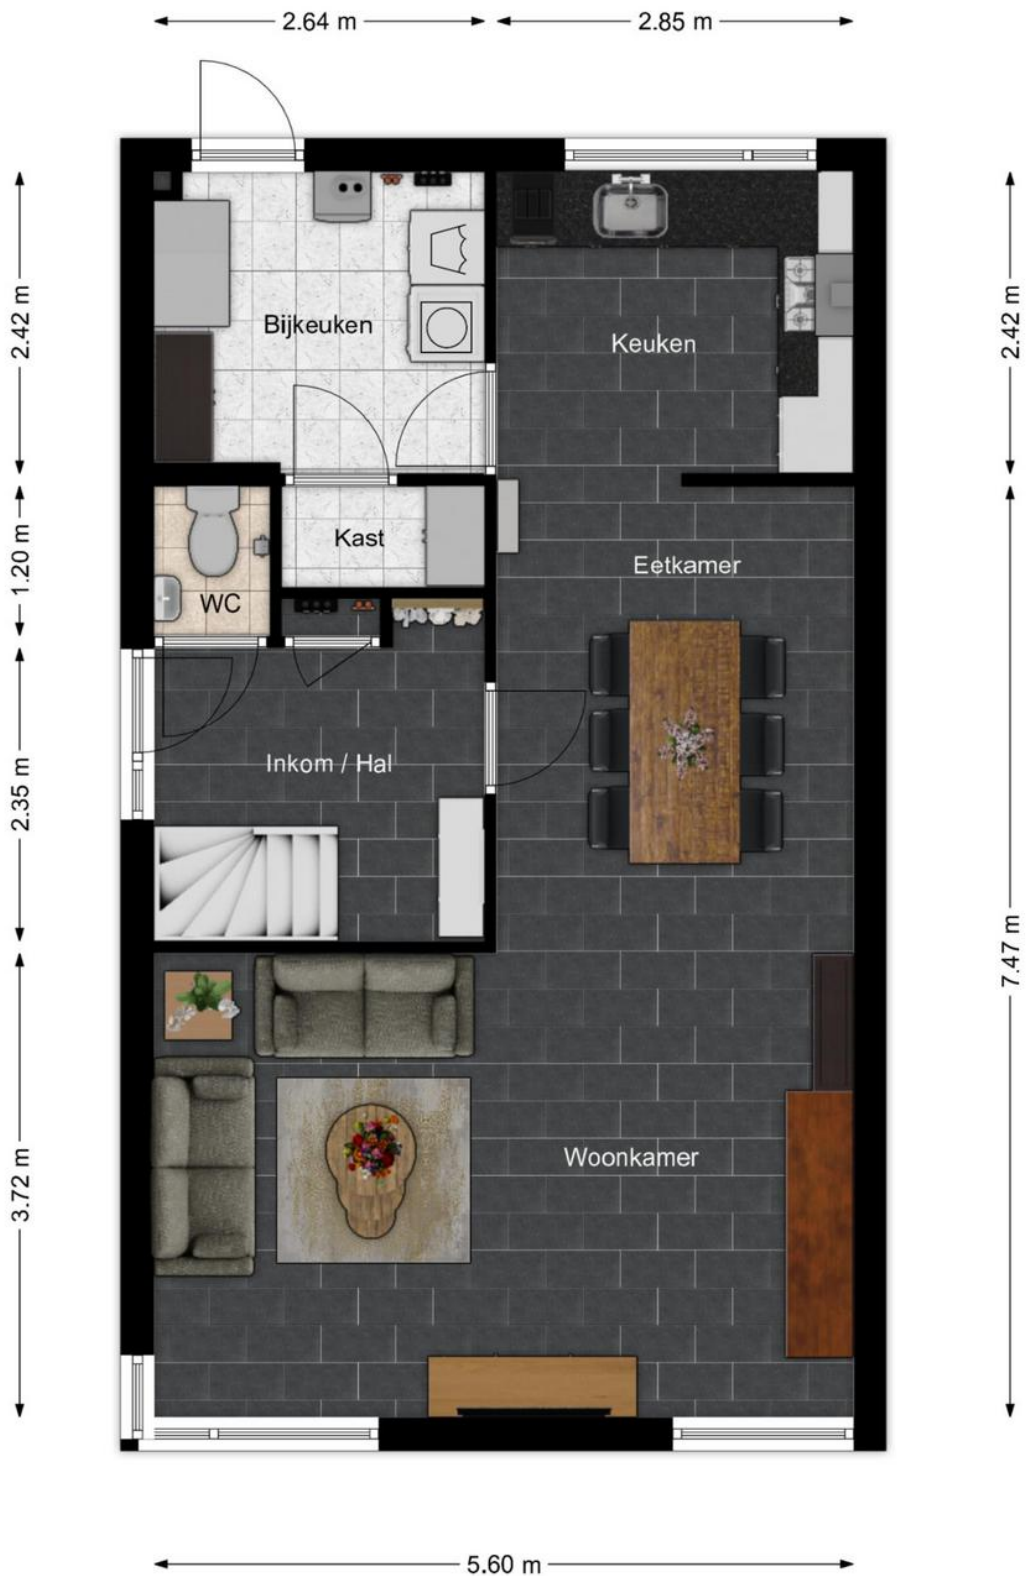 2.64 m
2.85 m
2.42 m
2.42 m
Bijkeuken
Keuken
1.20 m
Kast
Eetkamer
WC
2.35 m
Inkom / Hal
7.47 m
3.72 m
Woonkamer
5.60 m